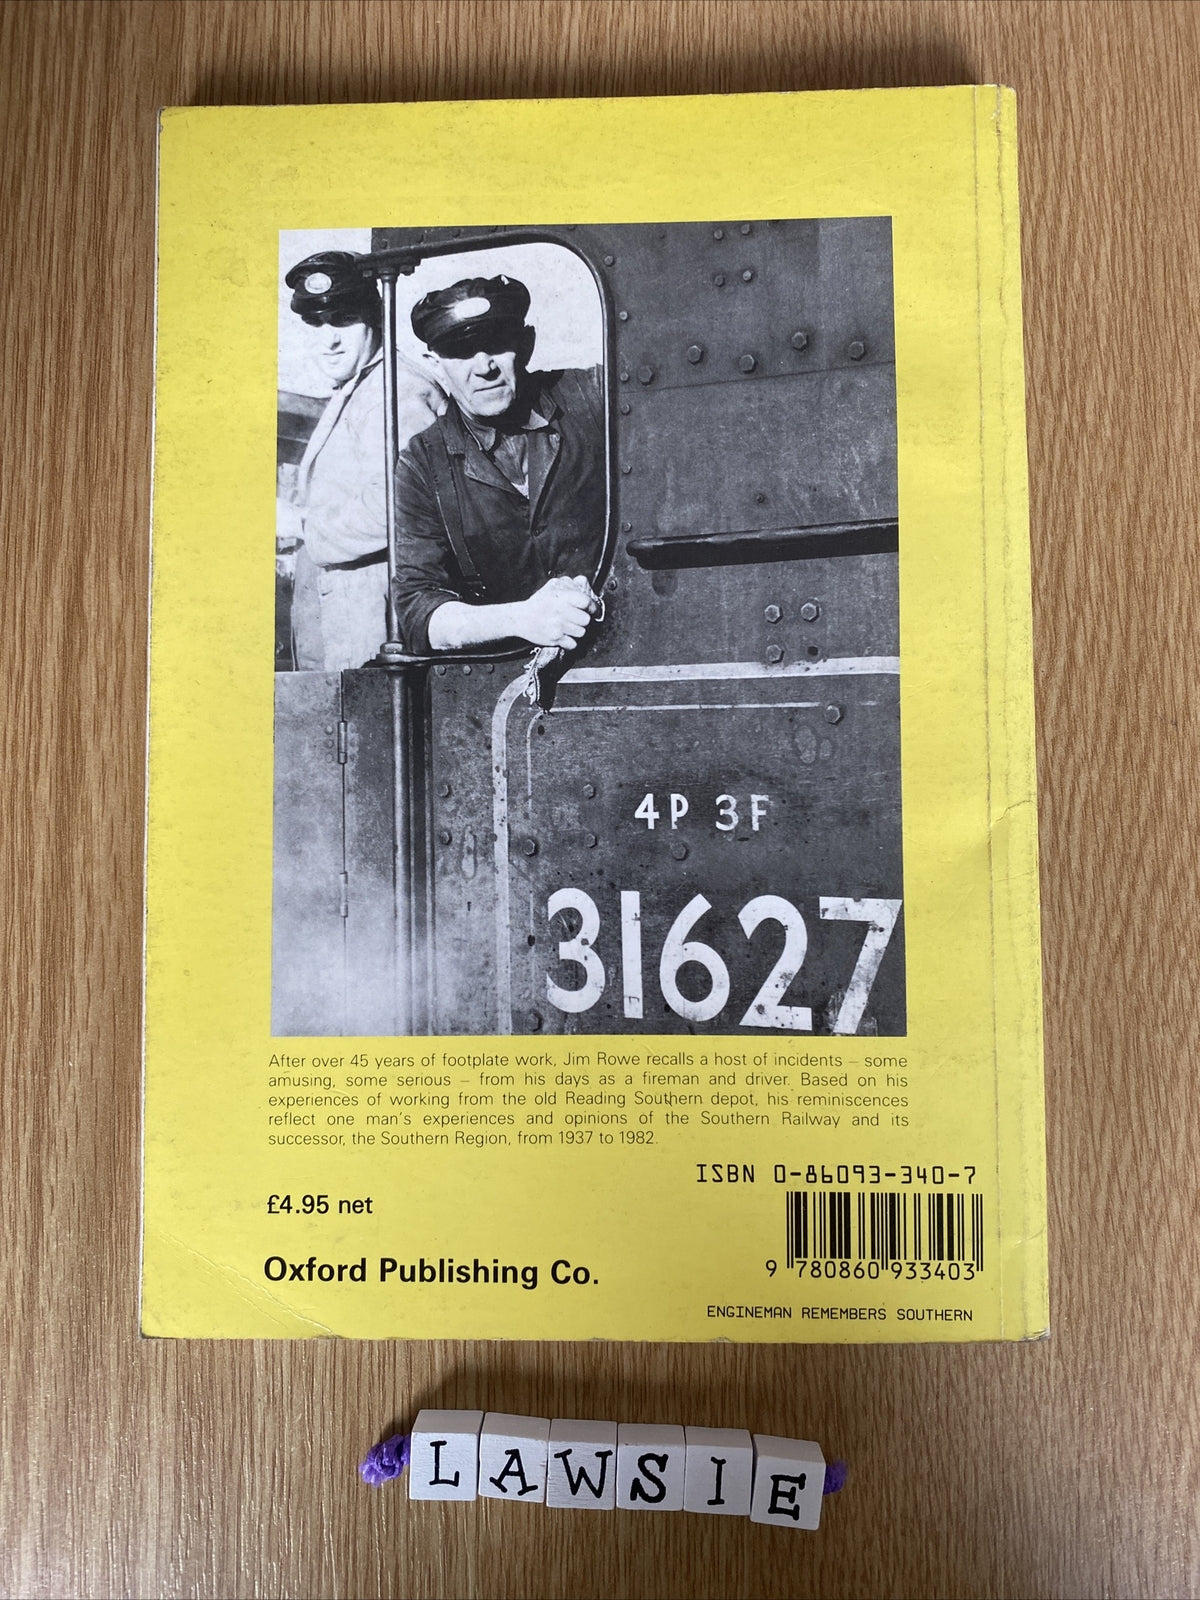 4P 3F
31627
After over 45 years of footplate work, Jim Rowe recalls a host of incidents – some
amusing, some serious – from his days as a fireman and driver. Based on his
experiences of working from the old Reading Southern depot, his reminiscences
reflect one man's experiences and opinions of the Southern Railway and its
successor, the Southern Region, from 1937 to 1982.
ISBN 0-86093-340-7
£4.95 net
9 780860 933403
Oxford Publishing Co.
ENGINEMAN REMEMBERS SOUTHERN
LAWSIE